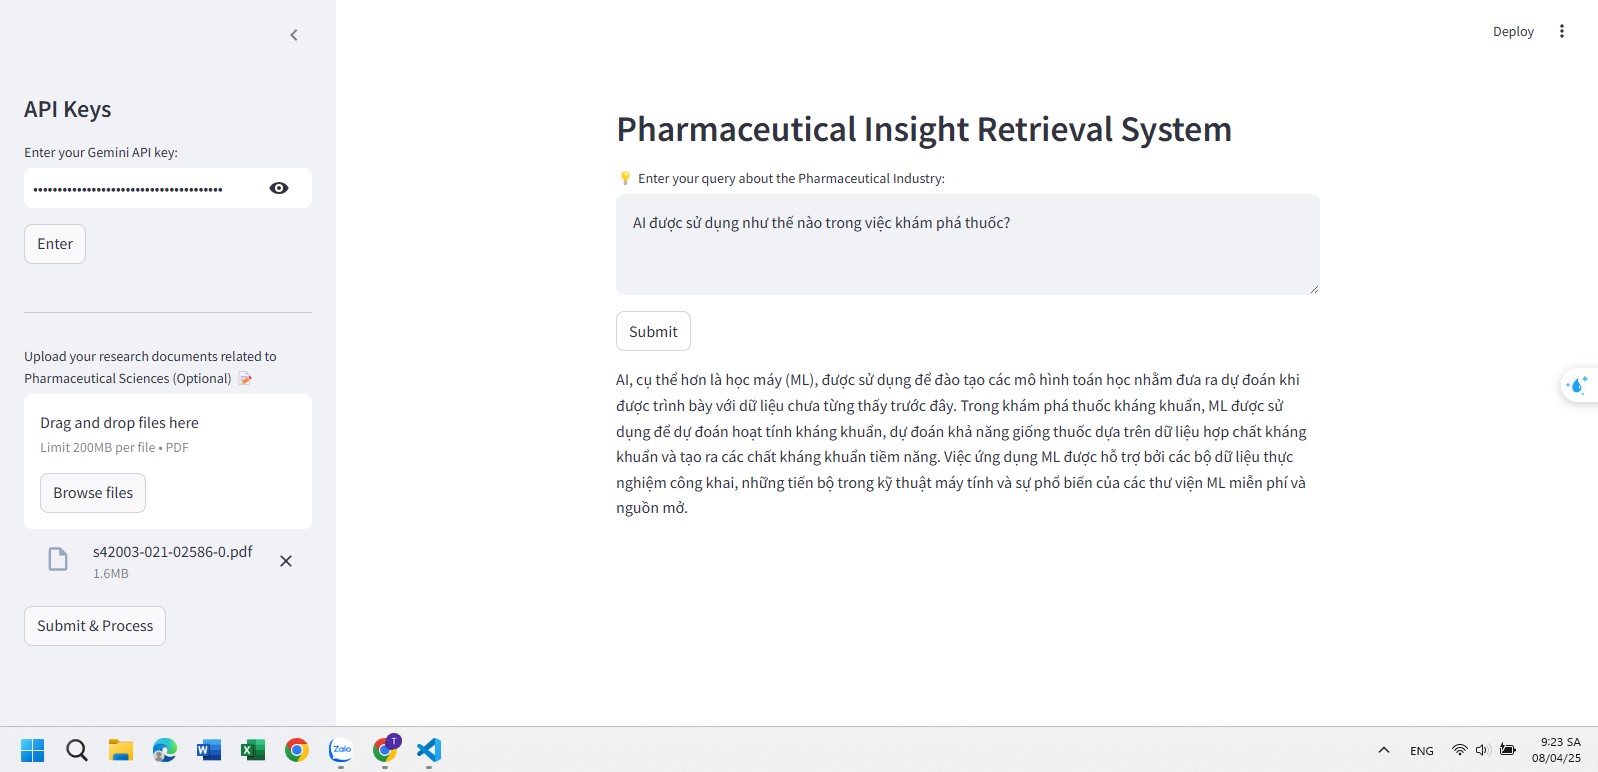 Deploy
API Keys
Enter your Gemini API key:
••••••••••••••••••••••••••••••••••••••
Enter
Upload your research documents related to
Pharmaceutical Sciences (Optional) 📝
Drag and drop files here
Limit 200MB per file • PDF
Browse files
s42003-021-02586-0.pdf
1.6MB
Submit & Process
Pharmaceutical Insight Retrieval System
💡 Enter your query about the Pharmaceutical Industry:
AI được sử dụng như thế nào trong việc khám phá thuốc?
Submit
AI, cụ thể hơn là học máy (ML), được sử dụng để đào tạo các mô hình toán học nhằm đưa ra dự đoán khi
được trình bày với dữ liệu chưa từng thấy trước đây. Trong khám phá thuốc kháng khuẩn, ML được sử
dụng để dự đoán hoạt tính kháng khuẩn, dự đoán khả năng giống thuốc dựa trên dữ liệu hợp chất kháng
khuẩn và tạo ra các chất kháng khuẩn tiềm năng. Việc ứng dụng ML được hỗ trợ bởi các bộ dữ liệu thực
nghiệm công khai, những tiến bộ trong kỹ thuật máy tính và sự phổ biến của các thư viện ML miễn phí và
nguồn mở.
Zalo
T
ENG
9:23 SA
08/04/25